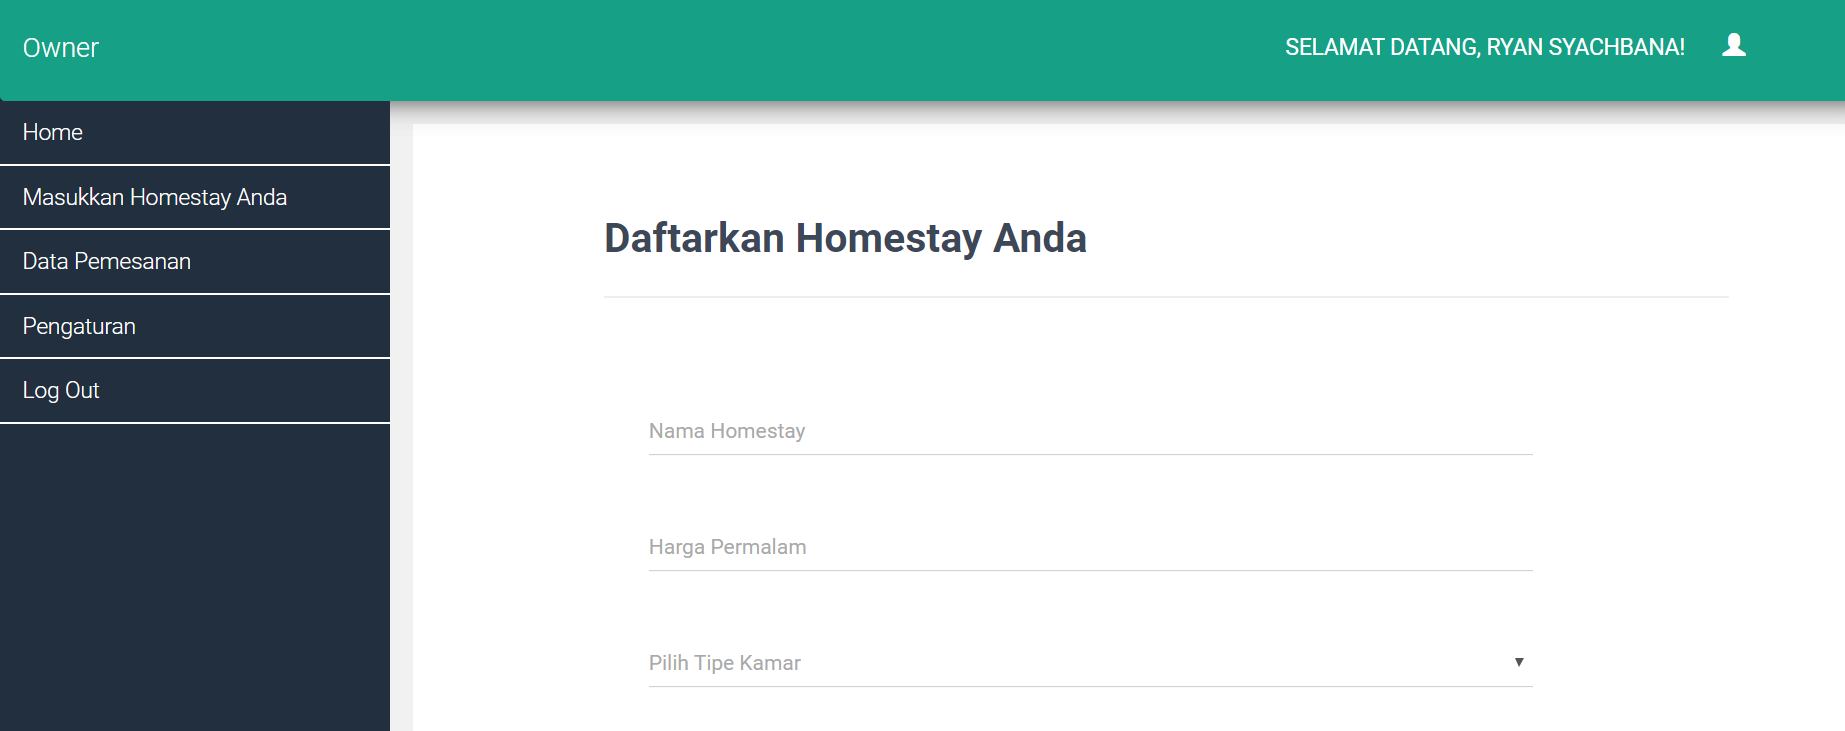 Owner
SELAMAT DATANG, RYAN SYACHBANA!
Home
Masukkan Homestay Anda
Data Pemesanan
Pengaturan
Log Out
Daftarkan Homestay Anda
Nama Homestay
Harga Permalam
Pilih Tipe Kamar